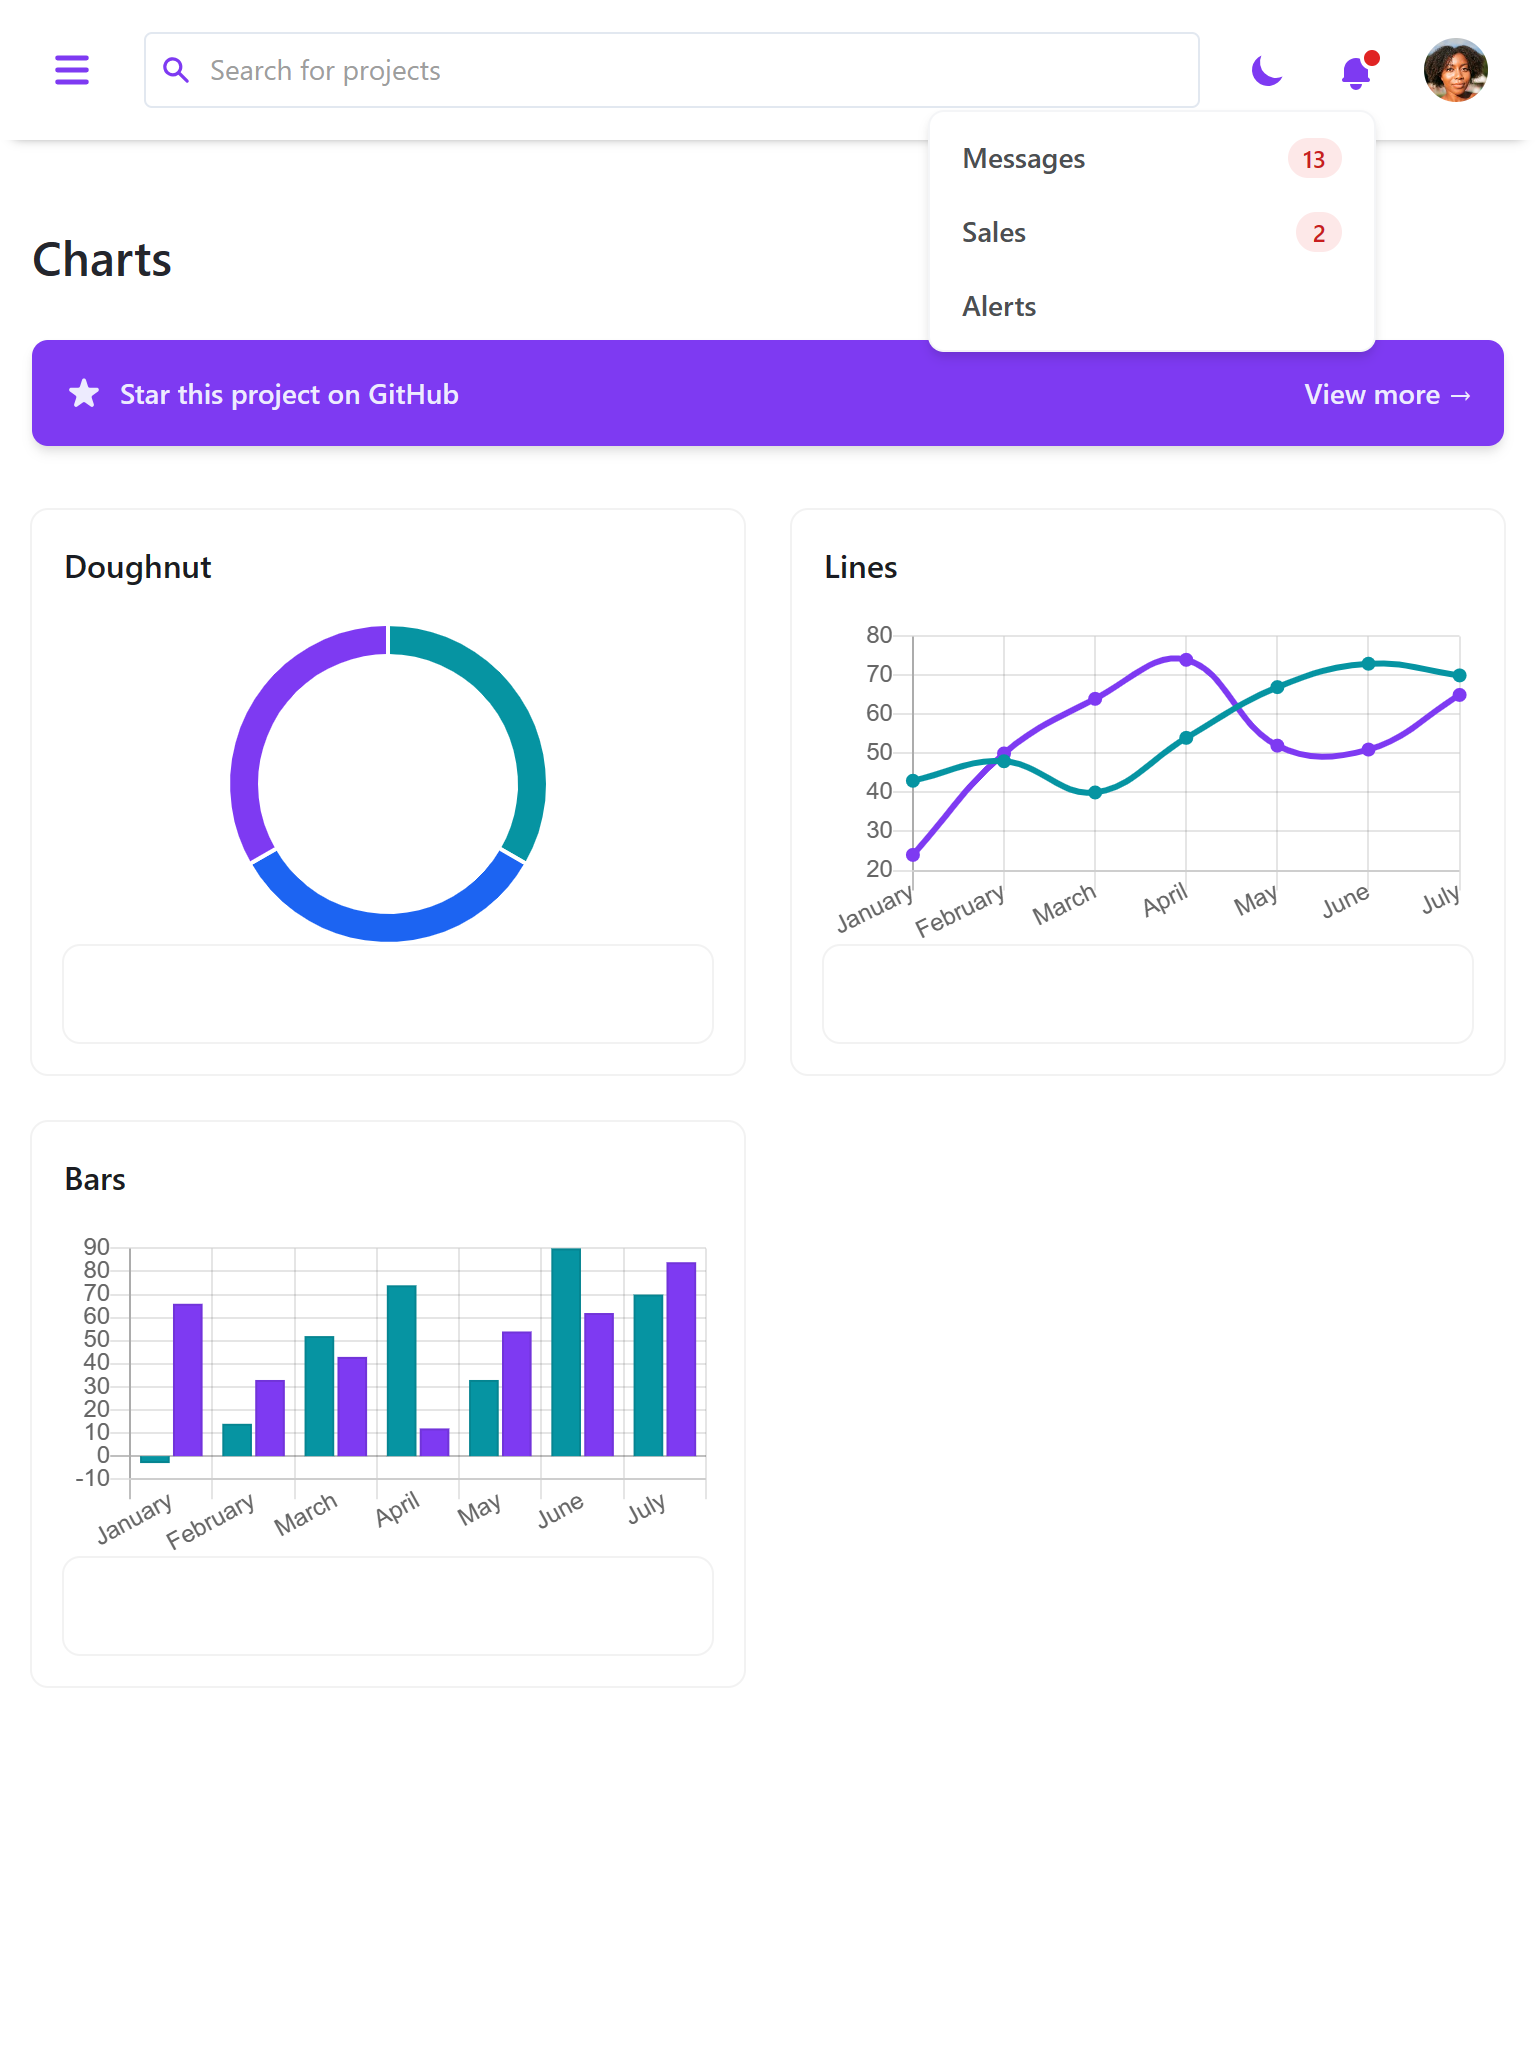 Search for projects
Messages 13
Sales 2
Alerts
Charts
Star this project on GitHub
View more →
Doughnut
Lines
80
70
60
50
40
30
20
January February March April May June July
Bars
90
80
70
60
50
40
30
20
10
0
-10
January February March April May June July